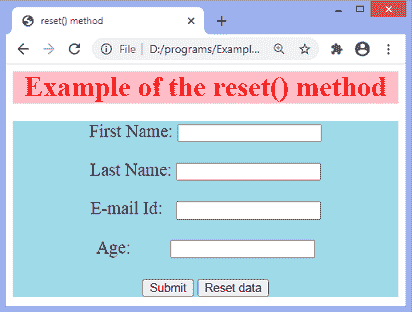 reset() method
File D:/programs/Exampl...
Example of the reset() method
First Name:
Last Name:
E-mail Id:
Age:
Submit Reset data